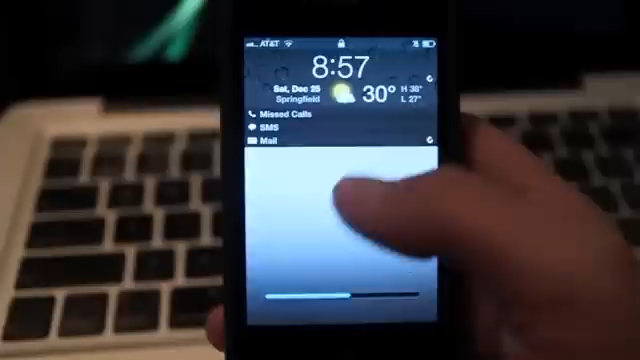 AT&T
8:57
Sat, Dec 25
Springfield
30°
H 38°
L 27°
Missed Calls
SMS
Mail